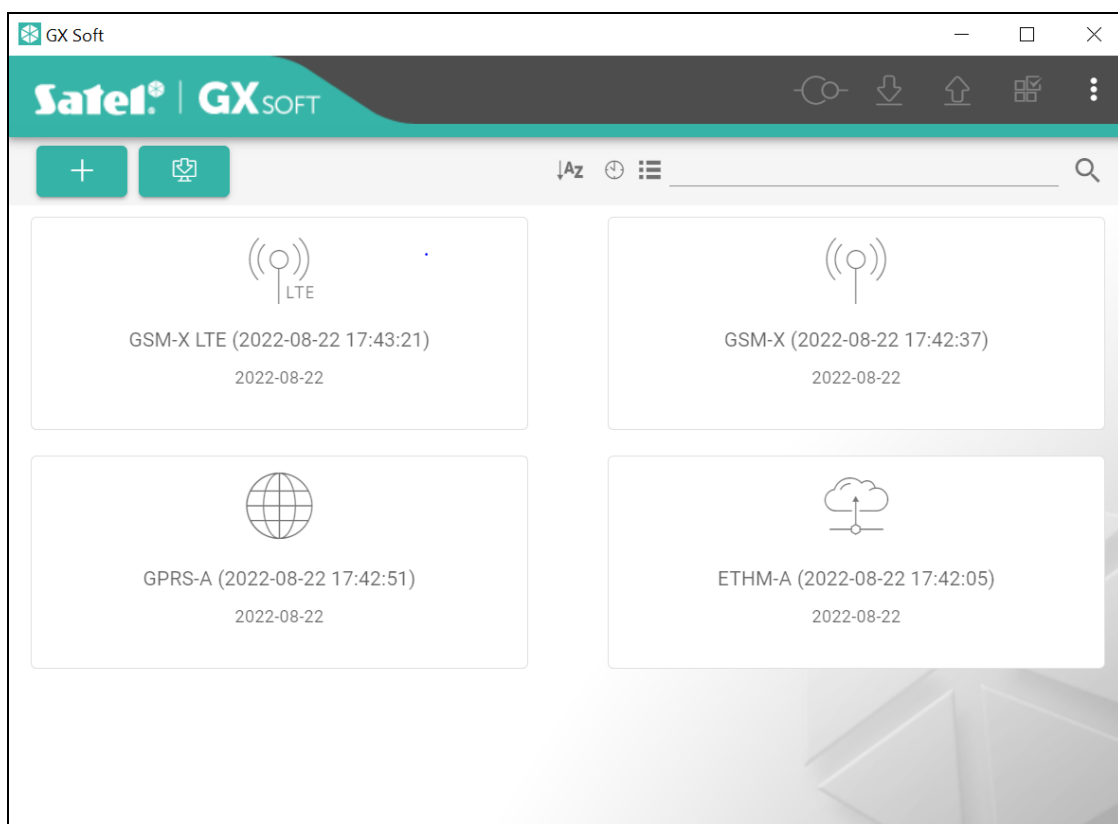 GX Soft
Satel® | GX SOFT
AZ
LTE
GSM-X LTE (2022-08-22 17:43:21)
2022-08-22
GSM-X (2022-08-22 17:42:37)
2022-08-22
GPRS-A (2022-08-22 17:42:51)
2022-08-22
ETHM-A (2022-08-22 17:42:05)
2022-08-22